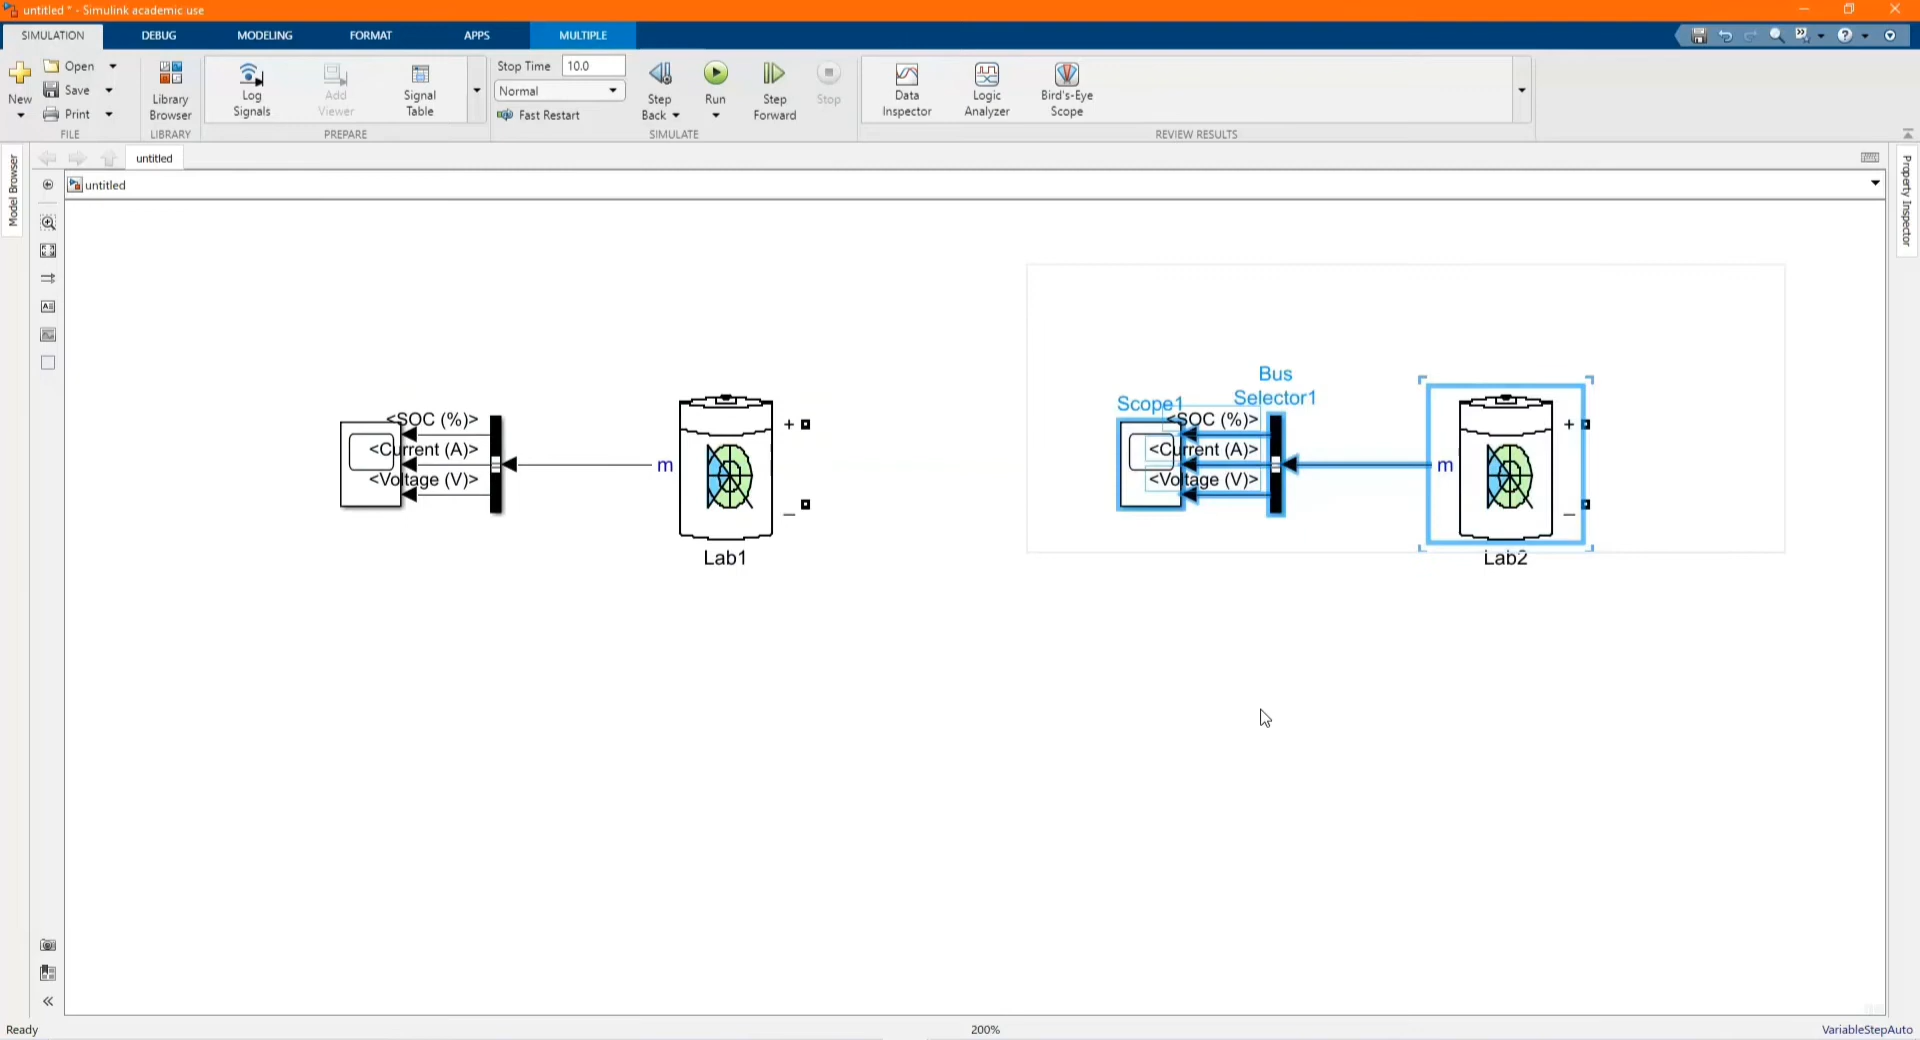 untitled * - Simulink academic use
SIMULATION DEBUG MODELING FORMAT APPS MULTIPLE
New
Open
Save
Print
FILE
Library
Browser
LIBRARY
Log
Signals
Add
Viewer
Signal
Table
PREPARE
Stop Time 10.0
Normal
Fast Restart
Step
Back
Run
Step
Forward
Stop
SIMULATE
Data
Inspector
Logic
Analyzer
Bird's-Eye
Scope
REVIEW RESULTS
Model Browser
untitled
untitled
Property Inspector
<SOC (%)>
<Current (A)>
<Voltage (V)>
m
+
_
Lab1
Scope1
Bus
Selector1
<SOC (%)>
<Current (A)>
<Voltage (V)>
m
+
_
Lab2
Ready 200% VariableStepAuto